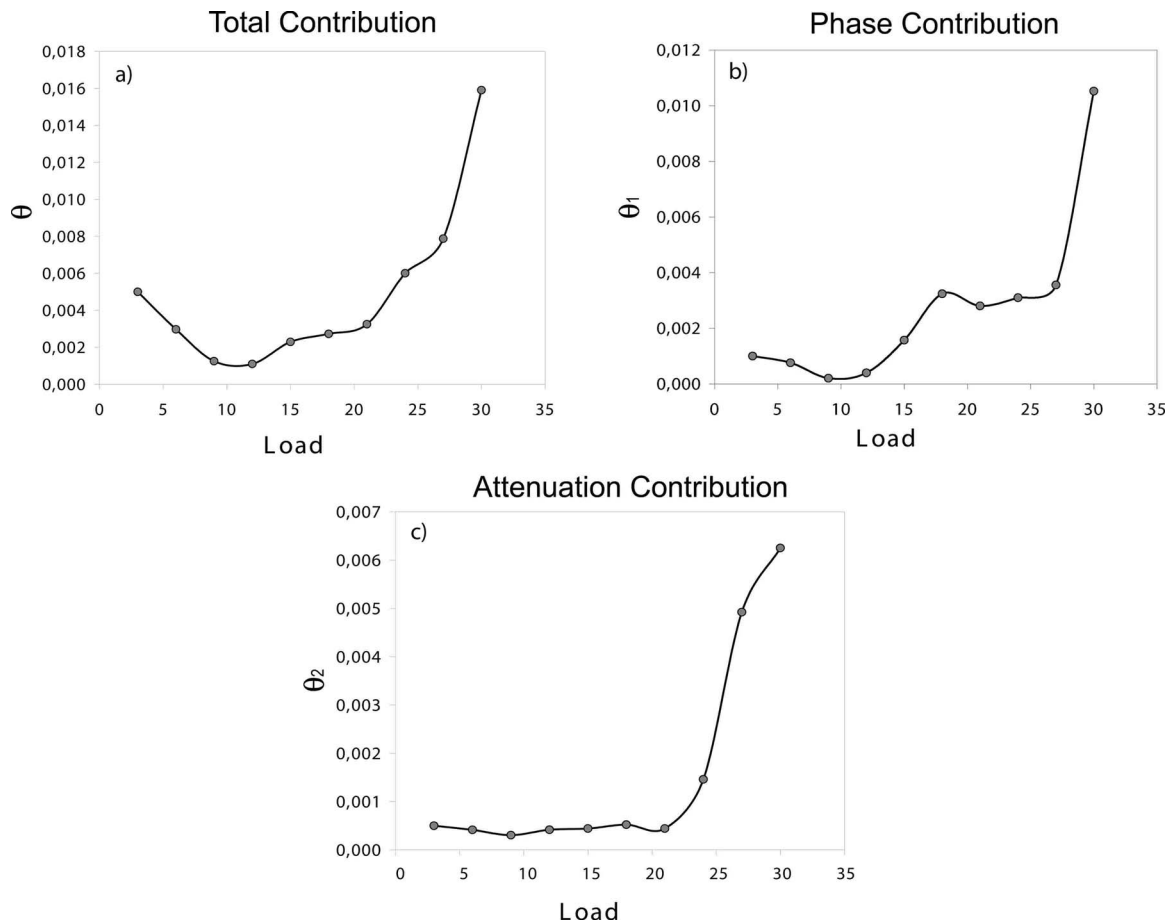 Total Contribution
a)
0,018
0,016
0,014
0,012
0,010
0,008
0,006
0,004
0,002
0,000
θ
0 5 10 15 20 25 30 35
Load
Phase Contribution
b)
0,012
0,010
0,008
0,006
0,004
0,002
0,000
θ1
0 5 10 15 20 25 30 35
Load
Attenuation Contribution
c)
0,007
0,006
0,005
0,004
0,003
0,002
0,001
0,000
θ2
0 5 10 15 20 25 30 35
Load